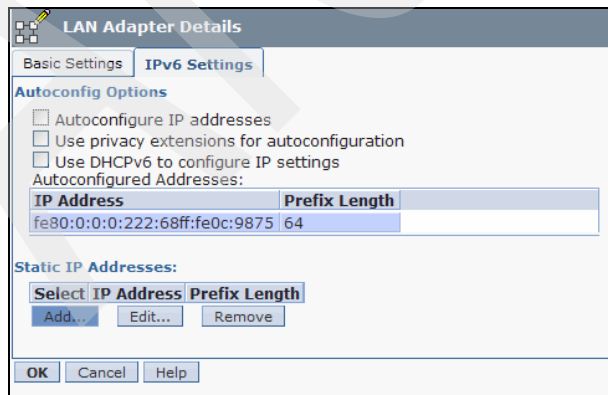 LAN Adapter Details
Basic Settings IPv6 Settings
Autoconfig Options
Autoconfigure IP addresses
Use privacy extensions for autoconfiguration
Use DHCPv6 to configure IP settings
Autoconfigured Addresses:
IP Address Prefix Length
fe80:0:0:0:222:68ff:fe0c:9875 64
Static IP Addresses:
Select IP Address Prefix Length
Add... Edit... Remove
OK Cancel Help